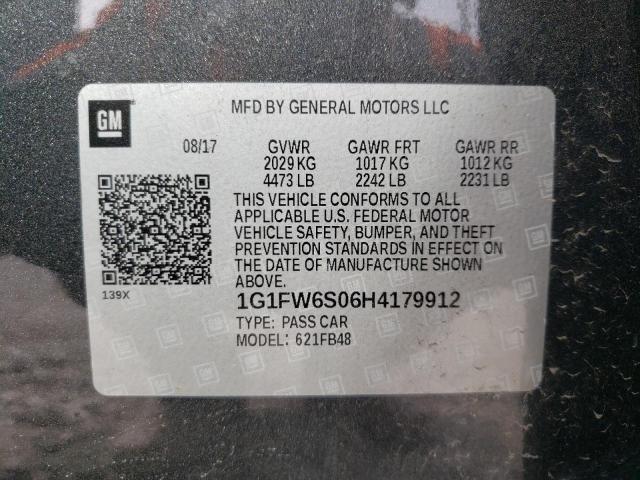 GM
MFD BY GENERAL MOTORS LLC
08/17 GVWR GAWR FRT GAWR RR
2029 KG 1017 KG 1012 KG
4473 LB 2242 LB 2231 LB
THIS VEHICLE CONFORMS TO ALL
APPLICABLE U.S. FEDERAL MOTOR
VEHICLE SAFETY, BUMPER, AND THEFT
PREVENTION STANDARDS IN EFFECT ON
THE DATE OF MANUFACTURE SHOWN
ABOVE.
139X
1G1FW6S06H4179912
TYPE: PASS CAR
MODEL: 621FB48